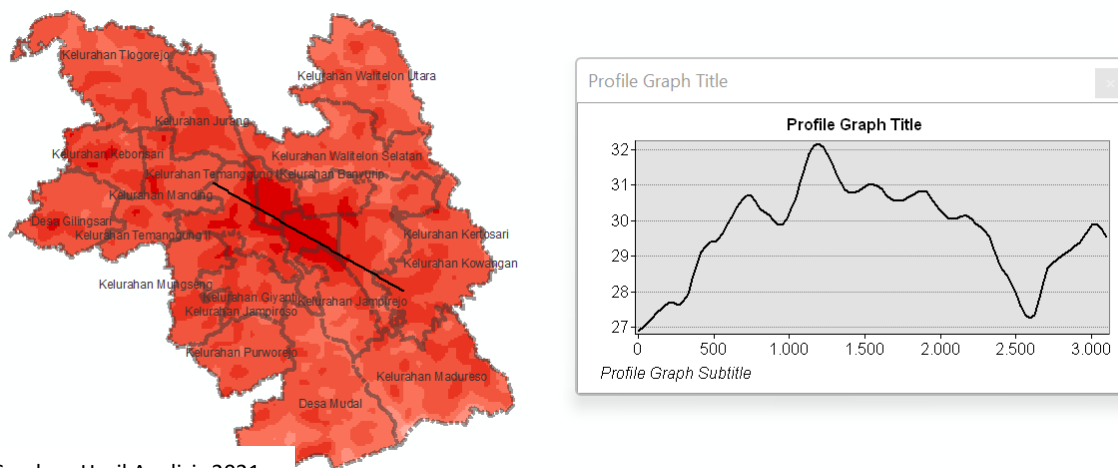 Kelurahan Tlogorejo
Kelurahan Walitelon Utara
Kelurahan Jurang
Kelurahan Kebonsari
Kelurahan Walitelon Selatan
Kelurahan Temanggung I
Kelurahan Banyurip
Kelurahan Manding
Desa Gilingsari
Kelurahan Temanggung II
Kelurahan Kertosari
Kelurahan Kowangan
Kelurahan Mungseng
Kelurahan Giyanti
Kelurahan Jampirejo
Kelurahan Jampiroso
Kelurahan Purworejo
Kelurahan Madureso
Desa Mudal
Profile Graph Title
Profile Graph Title
32
31
30
29
28
27
0 500 1.000 1.500 2.000 2.500 3.000
Profile Graph Subtitle